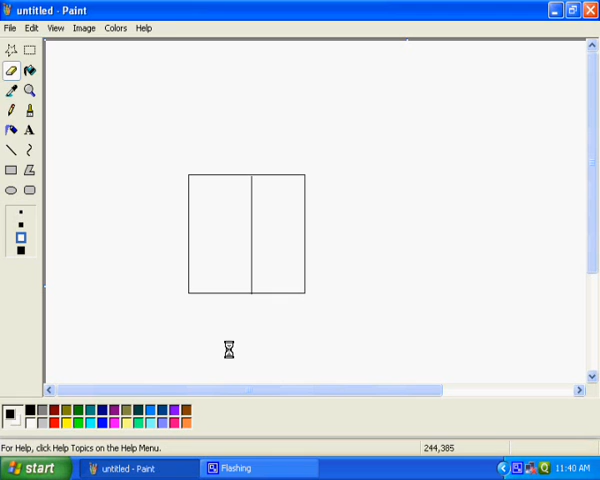 untitled - Paint
File Edit View Image Colors Help
A
For Help, click Help Topics on the Help Menu.
244,385
start
untitled - Paint
Flashing
11:40 AM